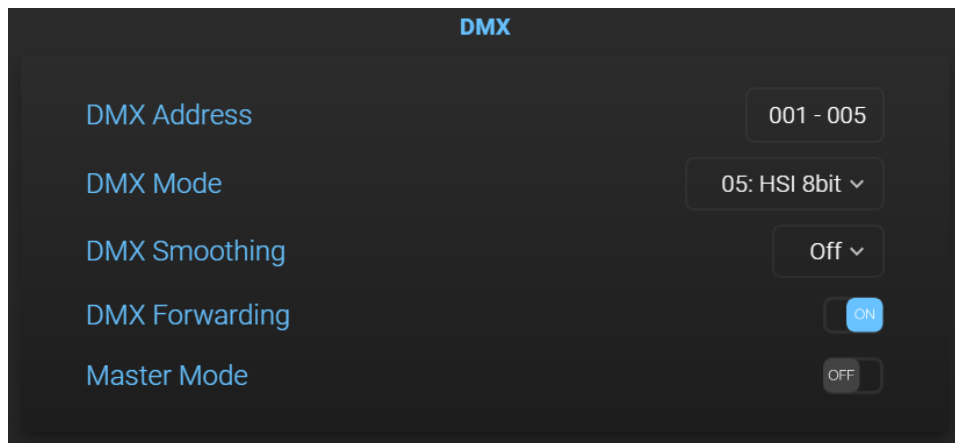 DMX
DMX Address 001 - 005
DMX Mode 05: HSI 8bit
DMX Smoothing Off
DMX Forwarding ON
Master Mode OFF